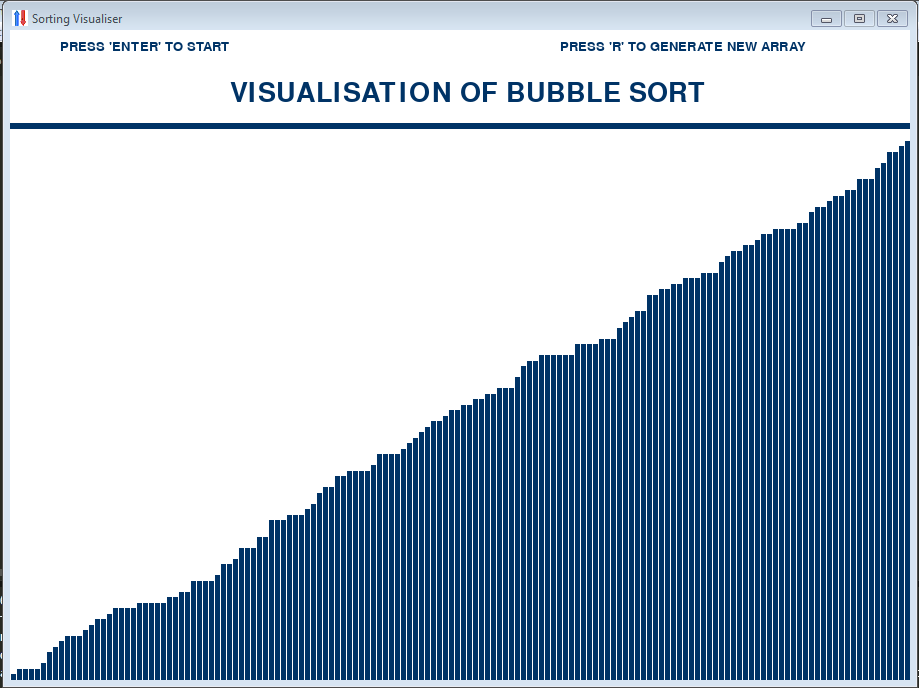 Sorting Visualiser
PRESS 'ENTER' TO START
PRESS 'R' TO GENERATE NEW ARRAY
VISUALISATION OF BUBBLE SORT